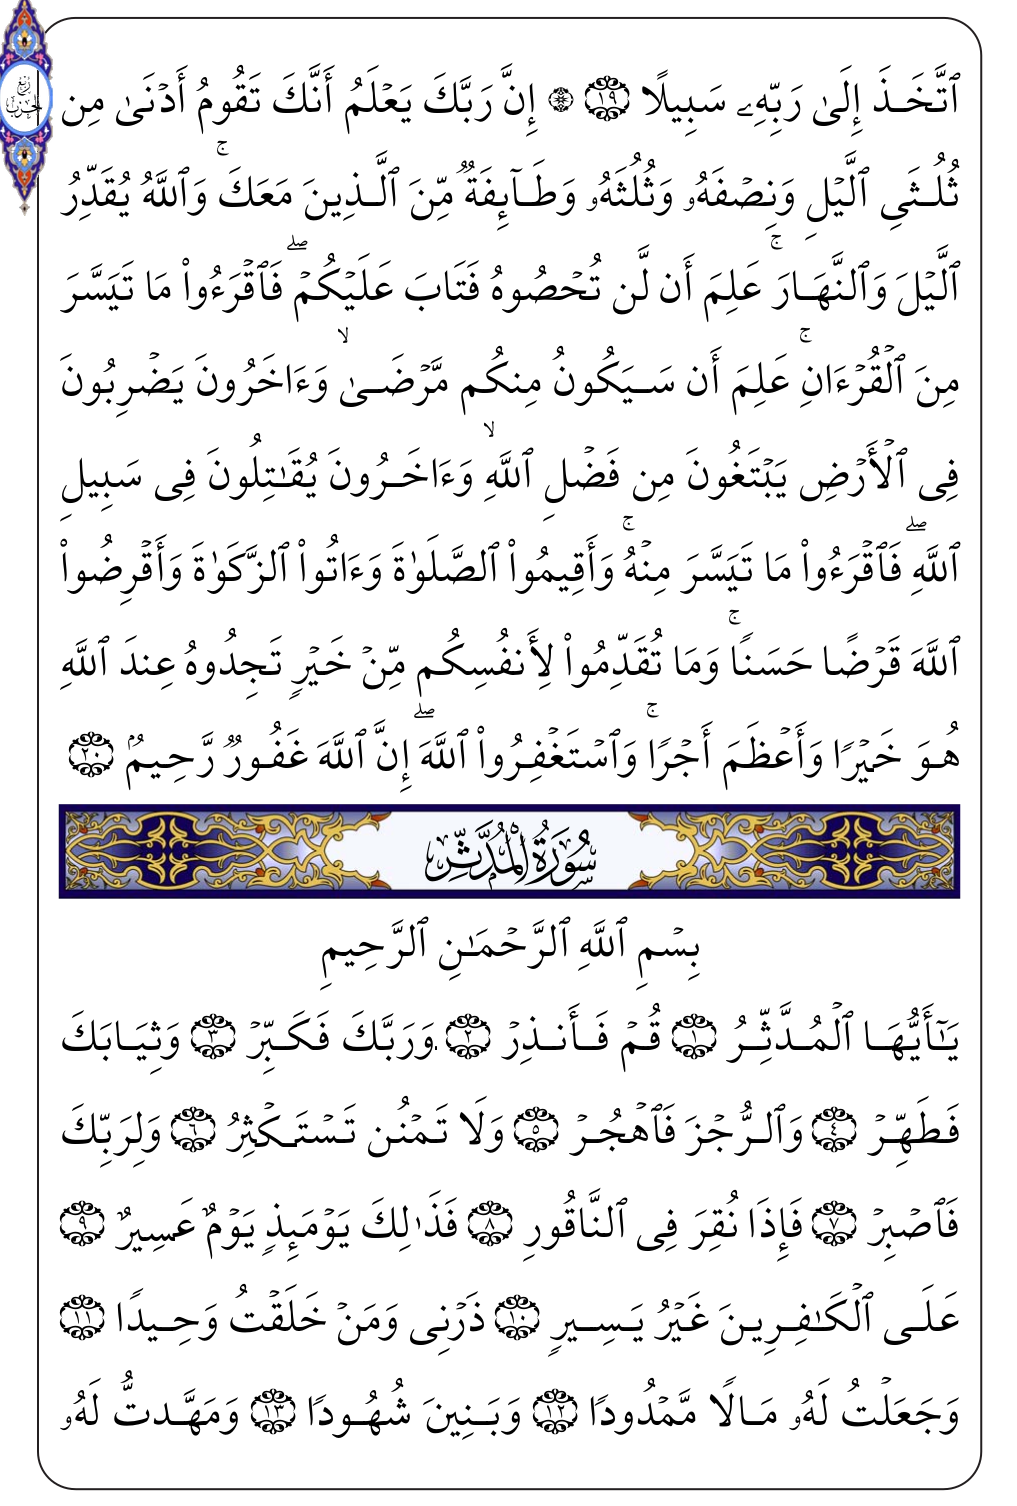 ربع
الحزب
ٱتَّخَذَ إِلَىٰ رَبِّهِۦ سَبِيلًا ١٩ ۞ إِنَّ رَبَّكَ يَعۡلَمُ أَنَّكَ تَقُومُ أَدۡنَىٰ مِن
ثُلُثَيِ ٱلَّيۡلِ وَنِصۡفَهُۥ وَثُلُثَهُۥ وَطَآئِفَةٞ مِّنَ ٱلَّذِينَ مَعَكَۚ وَٱللَّهُ يُقَدِّرُ
ٱلَّيۡلَ وَٱلنَّهَارَۚ عَلِمَ أَن لَّن تُحۡصُوهُ فَتَابَ عَلَيۡكُمۡۖ فَٱقۡرَءُواْ مَا تَيَسَّرَ
مِنَ ٱلۡقُرۡءَانِۚ عَلِمَ أَن سَيَكُونُ مِنكُم مَّرۡضَىٰ وَءَاخَرُونَ يَضۡرِبُونَ
فِي ٱلۡأَرۡضِ يَبۡتَغُونَ مِن فَضۡلِ ٱللَّهِ وَءَاخَرُونَ يُقَٰتِلُونَ فِي سَبِيلِ
ٱللَّهِۖ فَٱقۡرَءُواْ مَا تَيَسَّرَ مِنۡهُۚ وَأَقِيمُواْ ٱلصَّلَوٰةَ وَءَاتُواْ ٱلزَّكَوٰةَ وَأَقۡرِضُواْ
ٱللَّهَ قَرۡضًا حَسَنٗاۚ وَمَا تُقَدِّمُواْ لِأَنفُسِكُم مِّنۡ خَيۡرٖ تَجِدُوهُ عِندَ ٱللَّهِ
هُوَ خَيۡرٗا وَأَعۡظَمَ أَجۡرٗاۚ وَٱسۡتَغۡفِرُواْ ٱللَّهَۖ إِنَّ ٱللَّهَ غَفُورٞ رَّحِيمُۢ ٢٠
سُورَةُ الْمُدَّثِّرِ
بِسۡمِ ٱللَّهِ ٱلرَّحۡمَٰنِ ٱلرَّحِيمِ
يَٰٓأَيُّهَا ٱلۡمُدَّثِّرُ ١ قُمۡ فَأَنذِرۡ ٢ وَرَبَّكَ فَكَبِّرۡ ٣ وَثِيَابَكَ
فَطَهِّرۡ ٤ وَٱلرُّجۡزَ فَٱهۡجُرۡ ٥ وَلَا تَمۡنُن تَسۡتَكۡثِرُ ٦ وَلِرَبِّكَ
فَٱصۡبِرۡ ٧ فَإِذَا نُقِرَ فِي ٱلنَّاقُورِ ٨ فَذَٰلِكَ يَوۡمَئِذٖ يَوۡمٌ عَسِيرٌ ٩
عَلَى ٱلۡكَٰفِرِينَ غَيۡرُ يَسِيرٖ ١٠ ذَرۡنِي وَمَنۡ خَلَقۡتُ وَحِيدٗا ١١
وَجَعَلۡتُ لَهُۥ مَالٗا مَّمۡدُودٗا ١٢ وَبَنِينَ شُهُودٗا ١٣ وَمَهَّدتُّ لَهُۥ